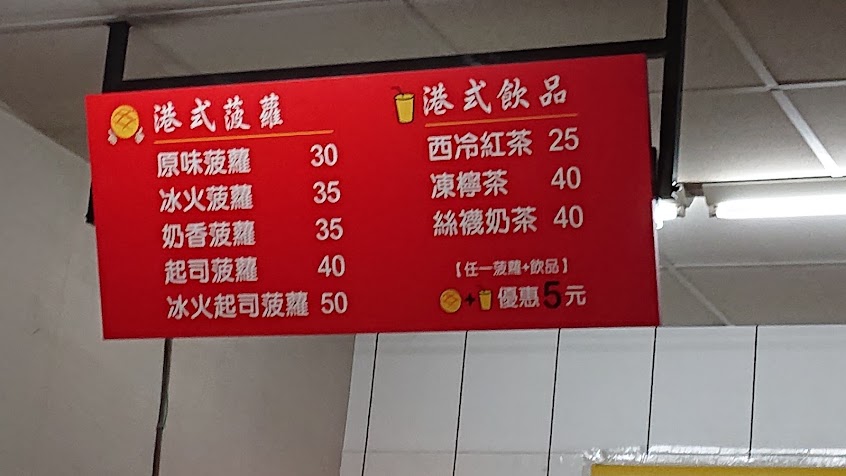 港式菠蘿
原味菠蘿 30
冰火菠蘿 35
奶香菠蘿 35
起司菠蘿 40
冰火起司菠蘿 50
港式飲品
西冷紅茶 25
凍檸茶 40
絲襪奶茶 40
【任一菠蘿+飲品】
+ 優惠5元